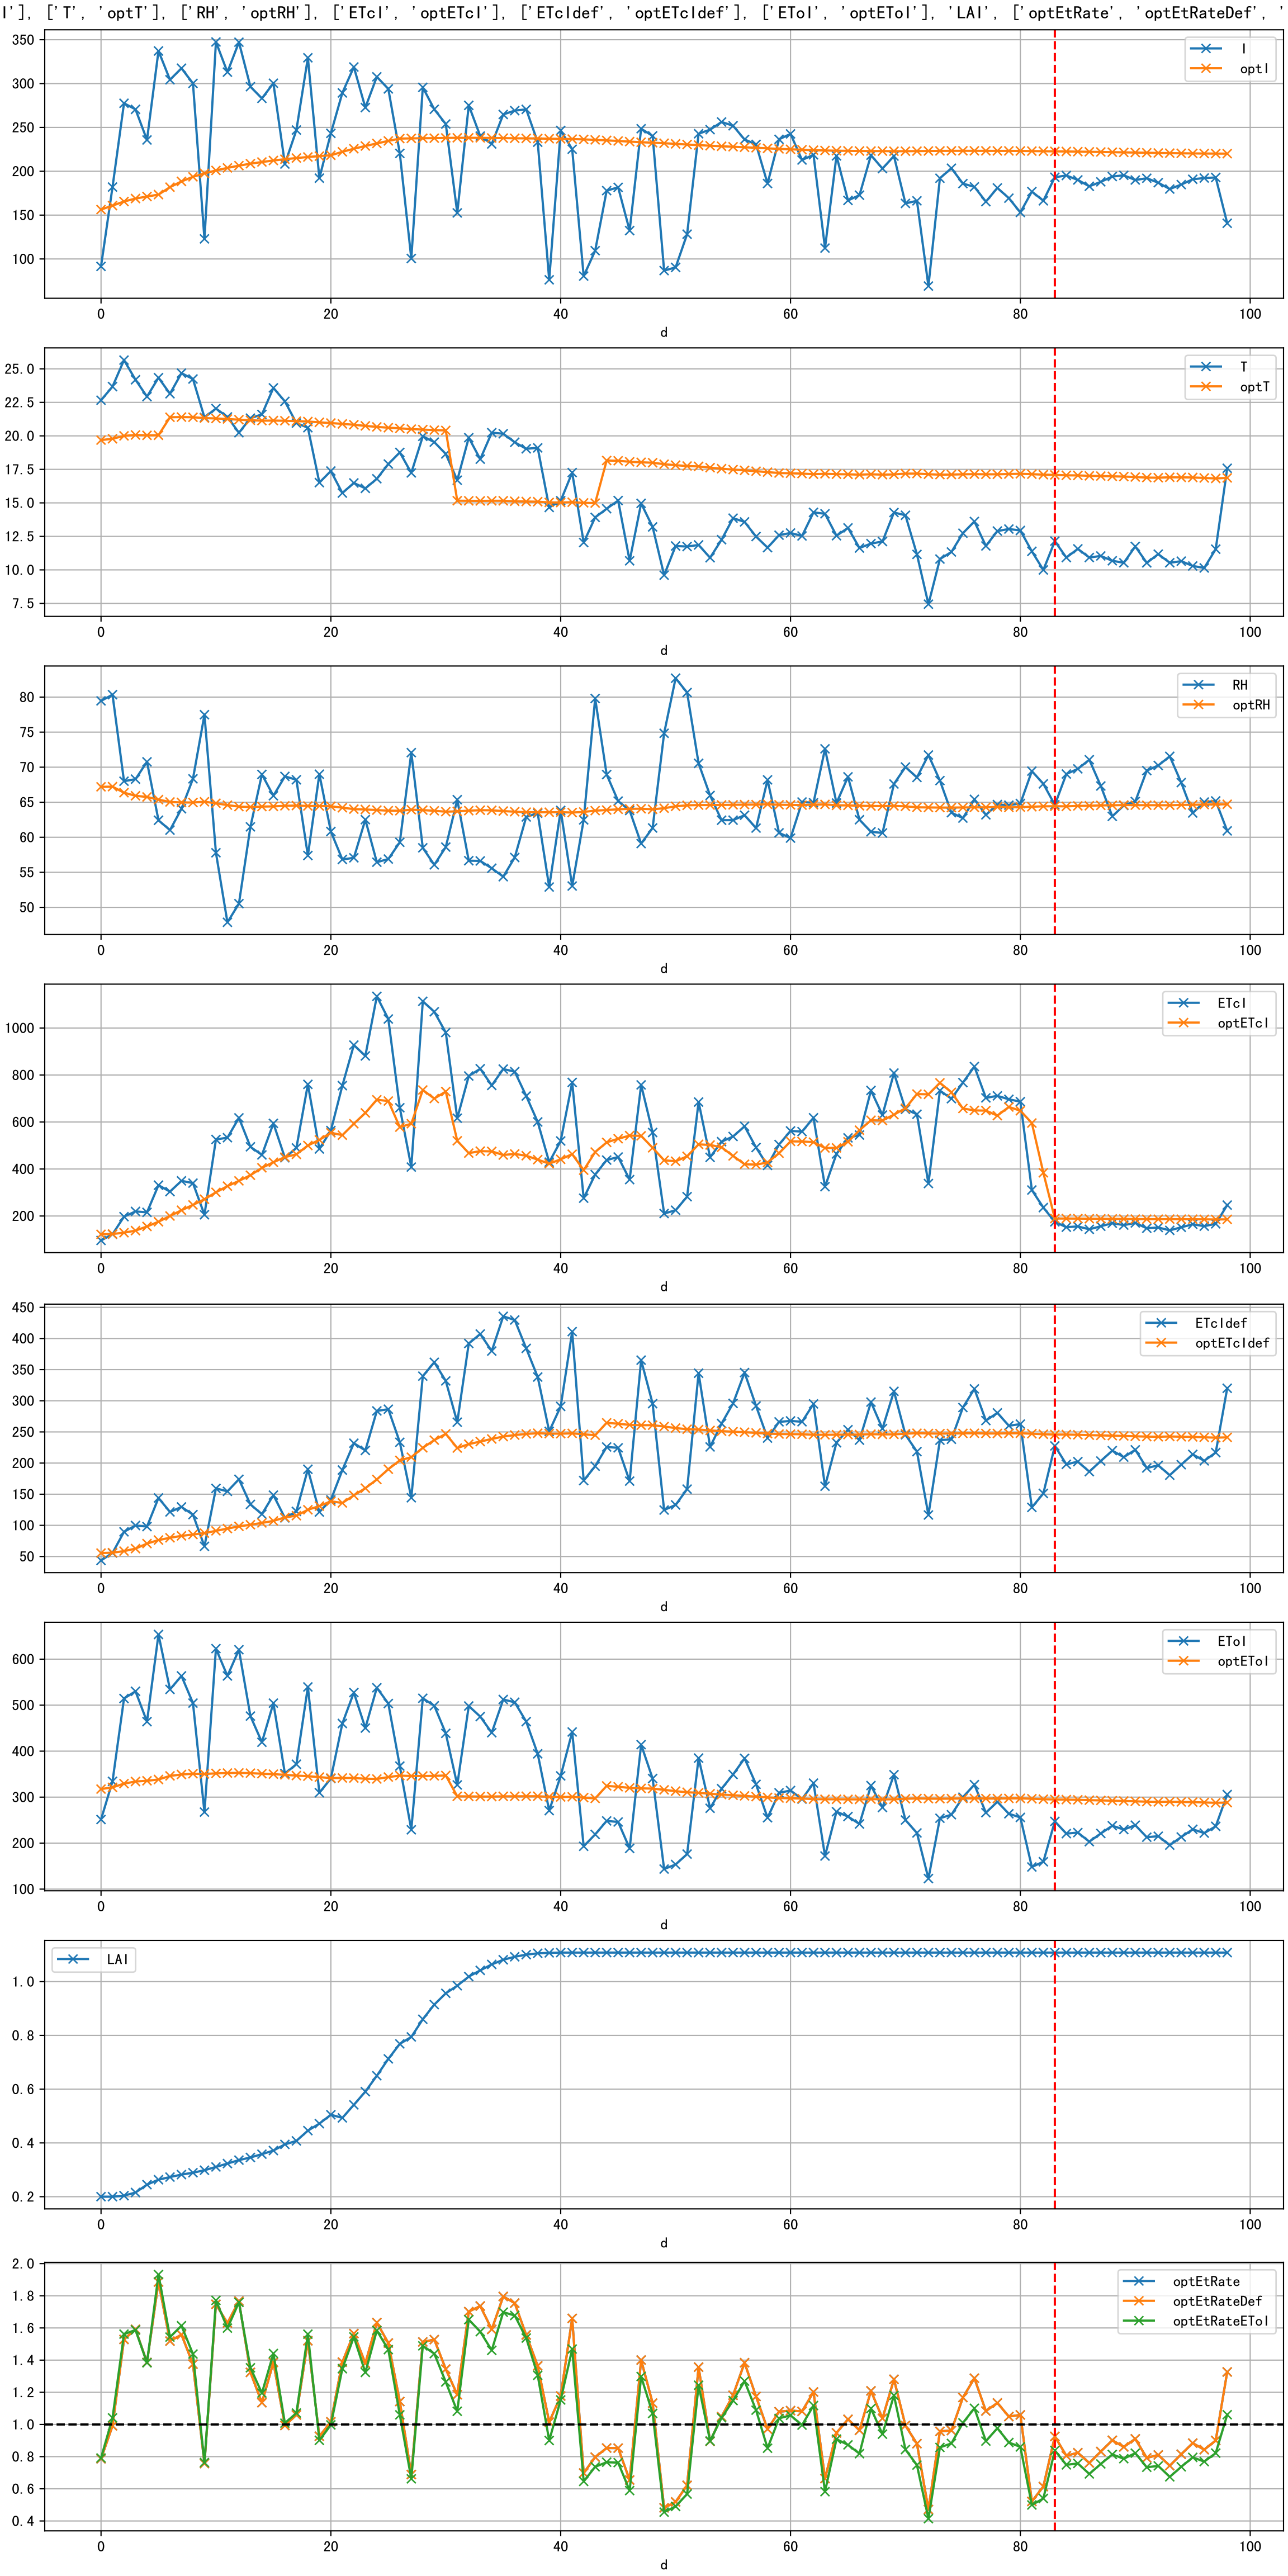 I'], ['T', 'optT'], ['RH', 'optRH'], ['ETcI', 'optETcI'], ['ETcIdef', 'optETcIdef'], ['EToI', 'optEToI'], 'LAI', ['optEtRate', 'optEtRateDef', '
I
optI
350
300
250
200
150
100
0 20 40 60 80 100
d
T
optT
25.0
22.5
20.0
17.5
15.0
12.5
10.0
7.5
0 20 40 60 80 100
d
RH
optRH
80
75
70
65
60
55
50
0 20 40 60 80 100
d
ETcI
optETcI
1000
800
600
400
200
0 20 40 60 80 100
d
ETcIdef
optETcIdef
450
400
350
300
250
200
150
100
50
0 20 40 60 80 100
d
EToI
optEToI
600
500
400
300
200
100
0 20 40 60 80 100
d
LAI
1.0
0.8
0.6
0.4
0.2
0 20 40 60 80 100
d
optEtRate
optEtRateDef
optEtRateEToI
2.0
1.8
1.6
1.4
1.2
1.0
0.8
0.6
0.4
0 20 40 60 80 100
d